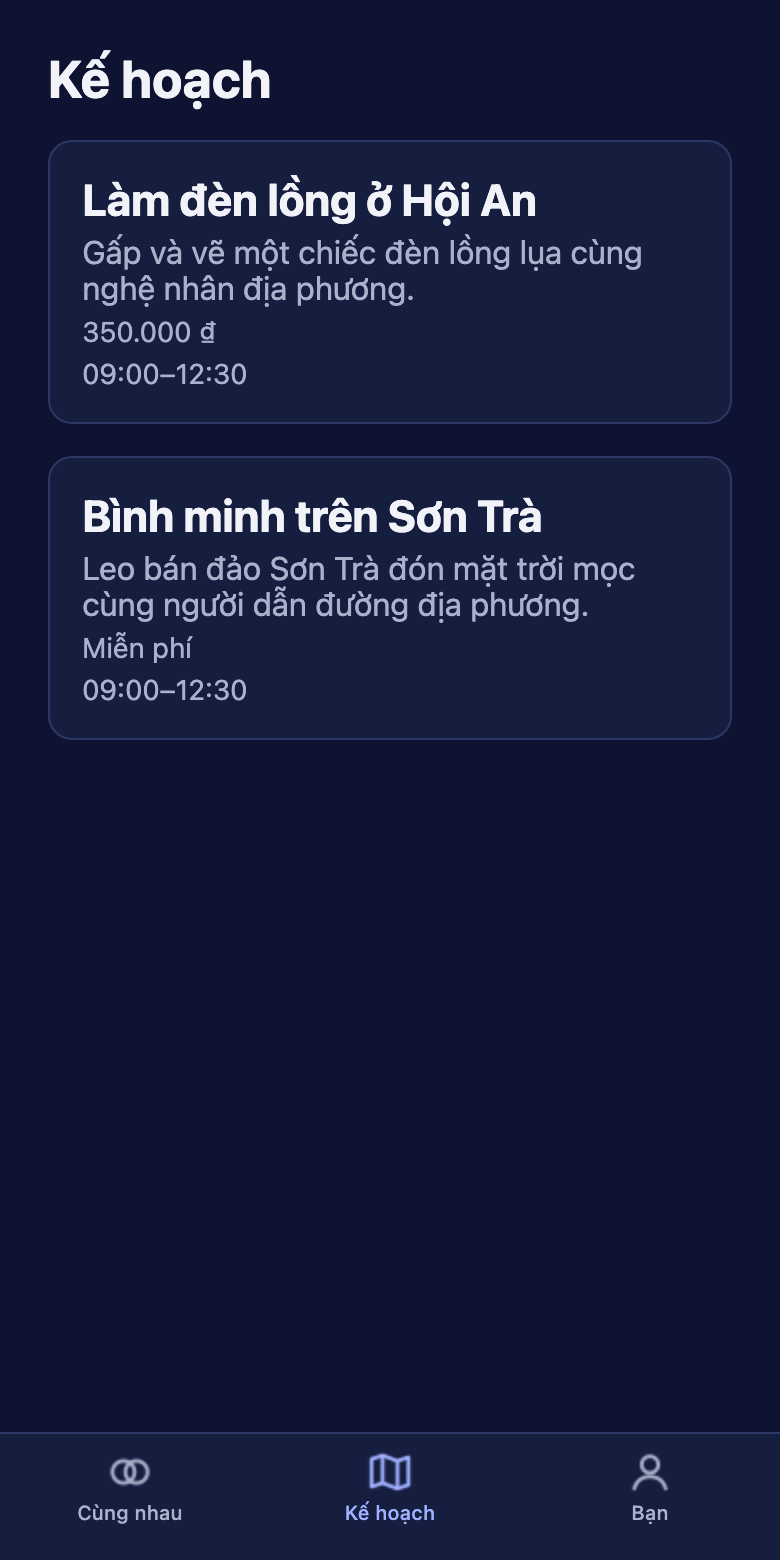 Kế hoạch
Làm đèn lồng ở Hội An
Gấp và vẽ một chiếc đèn lồng lụa cùng
nghệ nhân địa phương.
350.000 ₫
09:00–12:30
Bình minh trên Sơn Trà
Leo bán đảo Sơn Trà đón mặt trời mọc
cùng người dẫn đường địa phương.
Miễn phí
09:00–12:30
Cùng nhau
Kế hoạch
Bạn